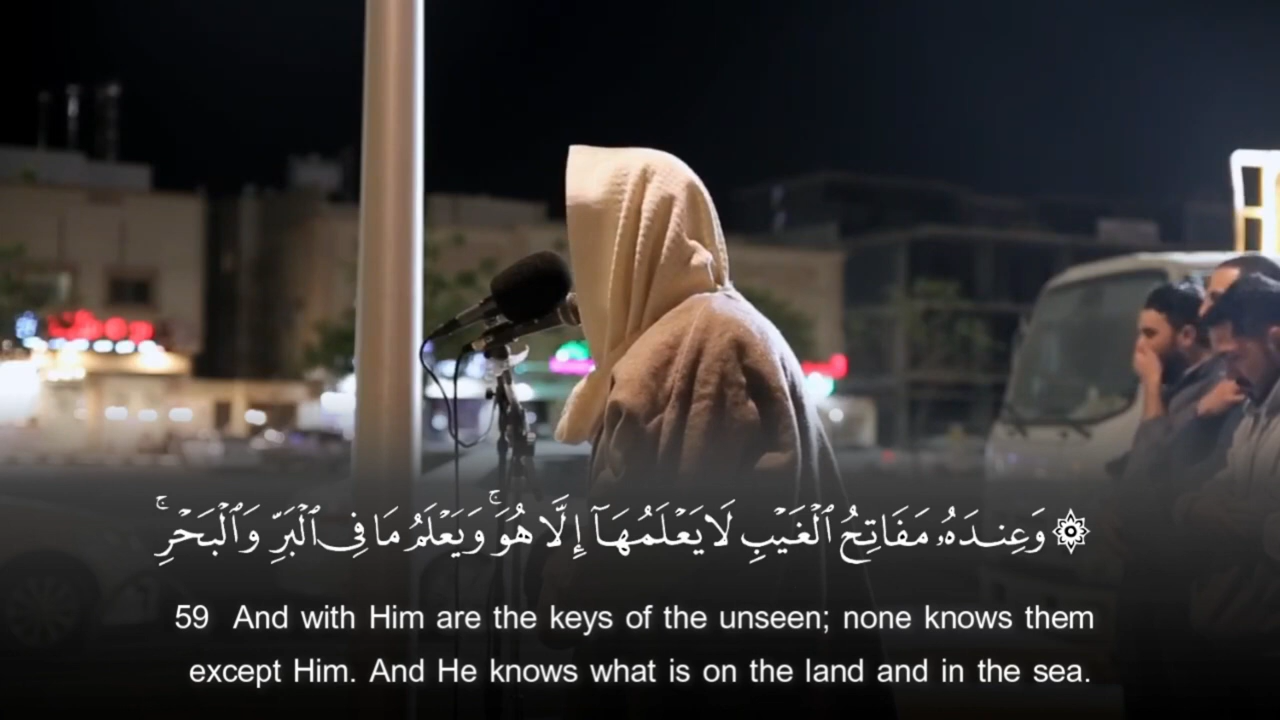 ۞ وَعِندَهُۥ مَفَاتِحُ ٱلْغَيْبِ لَا يَعْلَمُهَآ إِلَّا هُوَ ۚ وَيَعْلَمُ مَا فِى ٱلْبَرِّ وَٱلْبَحْرِ ۚ
59 And with Him are the keys of the unseen; none knows them
except Him. And He knows what is on the land and in the sea.